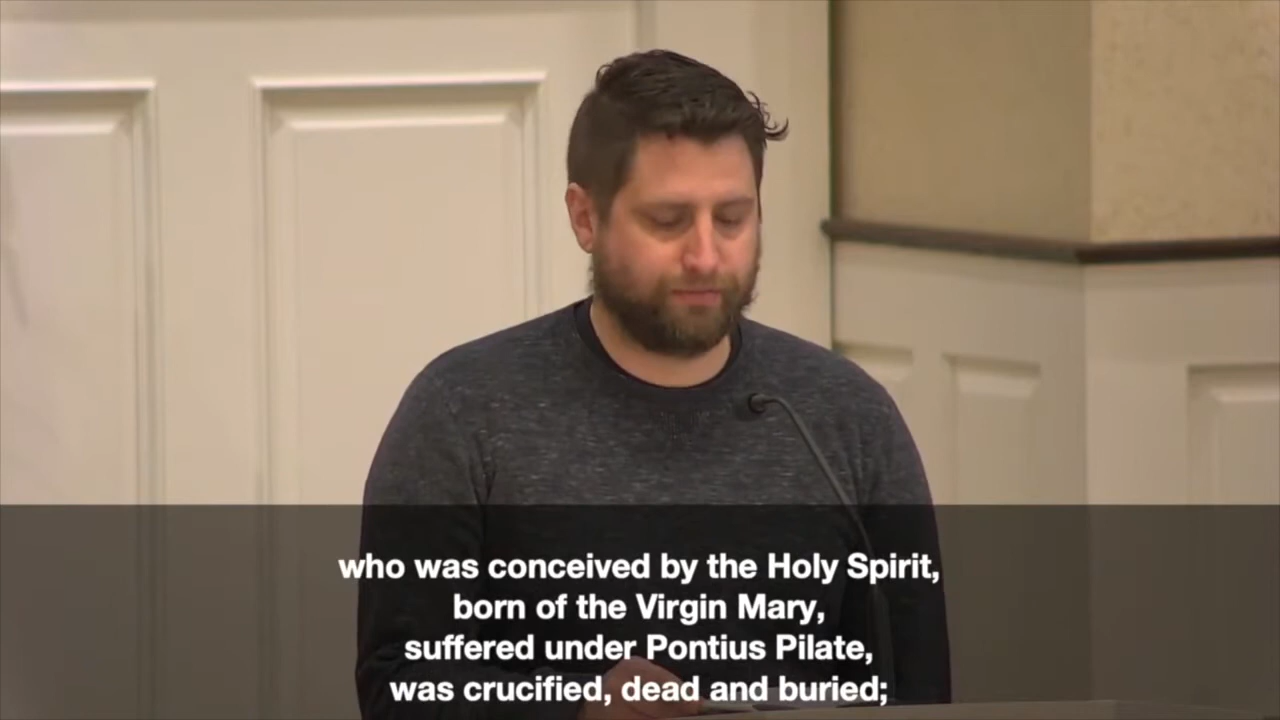 who was conceived by the Holy Spirit,
born of the Virgin Mary,
suffered under Pontius Pilate,
was crucified, dead and buried;